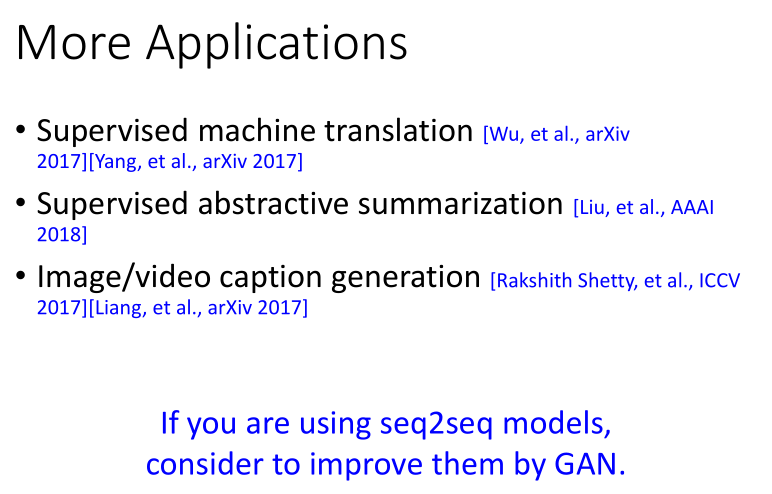 More Applications
• Supervised machine translation [Wu, et al., arXiv
2017][Yang, et al., arXiv 2017]
• Supervised abstractive summarization [Liu, et al., AAAI
2018]
• Image/video caption generation [Rakshith Shetty, et al., ICCV
2017][Liang, et al., arXiv 2017]
If you are using seq2seq models,
consider to improve them by GAN.